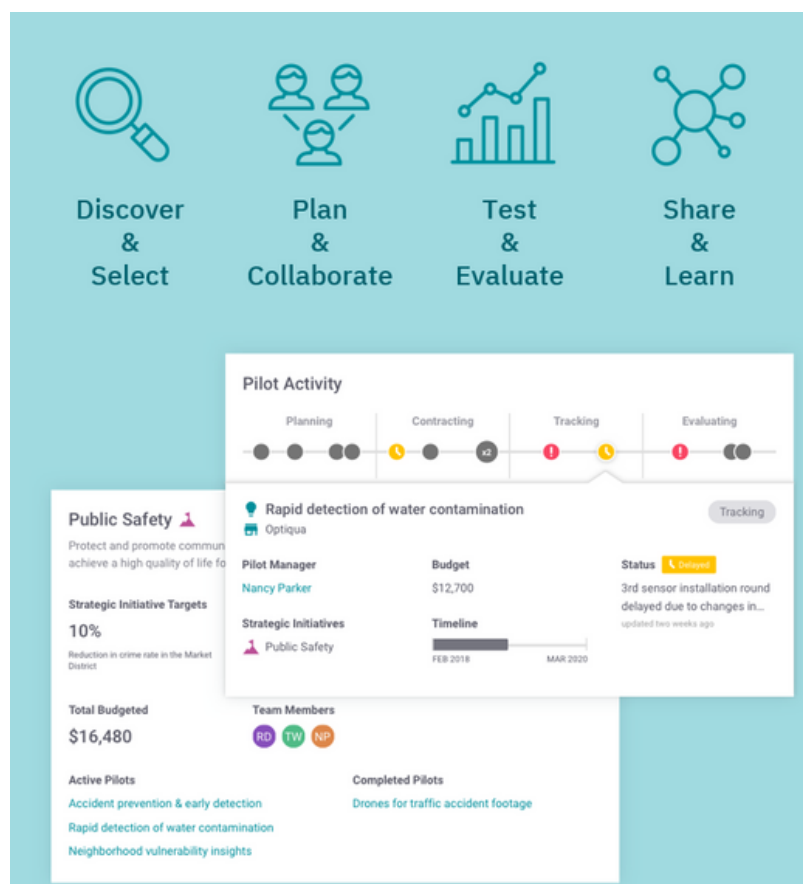 Discover
&
Select
Plan
&
Collaborate
Test
&
Evaluate
Share
&
Learn
Pilot Activity
Planning
Contracting
Tracking
Evaluating
x2
Rapid detection of water contamination
Tracking
Optiqua
Pilot Manager
Nancy Parker
Budget
$12,700
Status
Delayed
3rd sensor installation round
delayed due to changes in...
updated two weeks ago
Strategic Initiatives
Public Safety
Timeline
FEB 2018
MAR 2020
Public Safety
Protect and promote commun
achieve a high quality of life fo
Strategic Initiative Targets
10%
Reduction in crime rate in the Market
District
Total Budgeted
$16,480
Team Members
RD
TW
NP
Active Pilots
Accident prevention & early detection
Rapid detection of water contamination
Neighborhood vulnerability insights
Completed Pilots
Drones for traffic accident footage